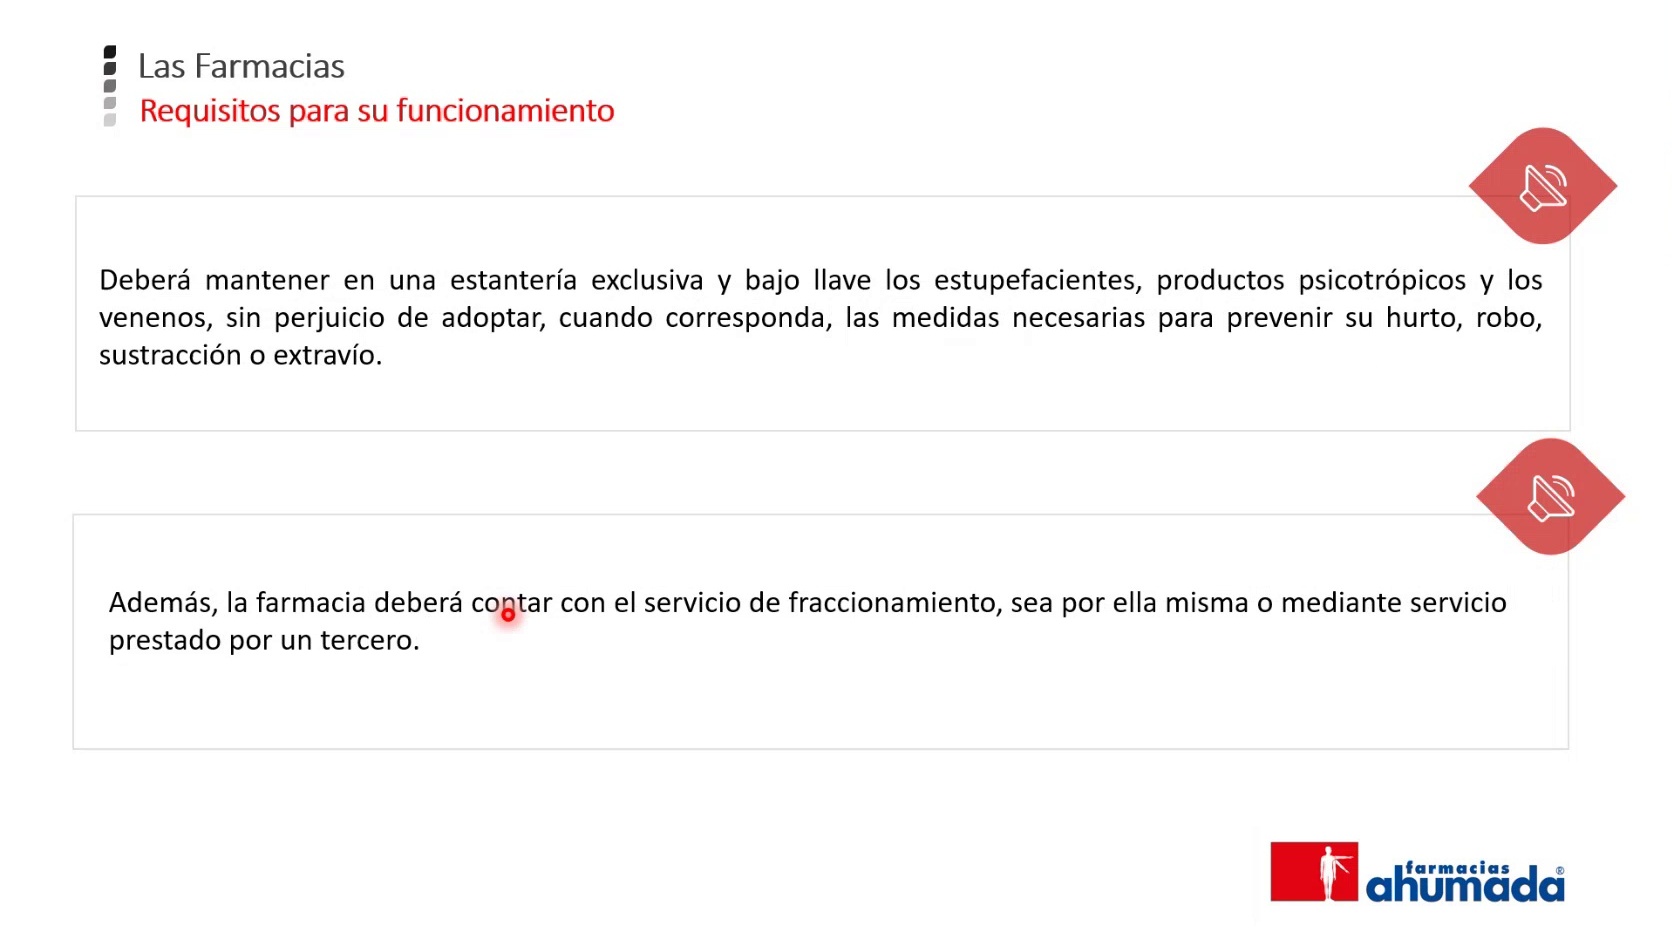 Las Farmacias
Requisitos para su funcionamiento
Deberá mantener en una estantería exclusiva y bajo llave los estupefacientes, productos psicotrópicos y los
venenos, sin perjuicio de adoptar, cuando corresponda, las medidas necesarias para prevenir su hurto, robo,
sustracción o extravío.
Además, la farmacia deberá contar con el servicio de fraccionamiento, sea por ella misma o mediante servicio
prestado por un tercero.
farmacias
ahumada®